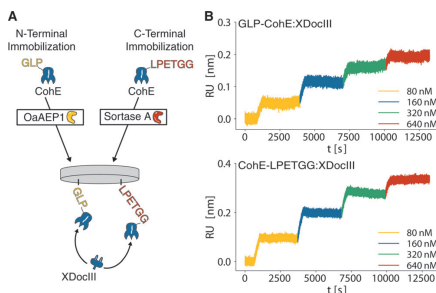 A
N-Terminal
Immobilization
C-Terminal
Immobilization
GLP
LPETGG
CohE
CohE
OaAEP1
Sortase A
GLP
LPETGG
XDocIII
B
GLP-CohE:XDocIII
0.3
0.2
0.1
0.0
RU [nm]
80 nM
160 nM
320 nM
640 nM
0
2500
5000
7500
10000
12500
t [s]
CohE-LPETGG:XDocIII
0.4
0.2
0.0
RU [nm]
80 nM
160 nM
320 nM
640 nM
0
2500
5000
7500
10000
12500
t [s]